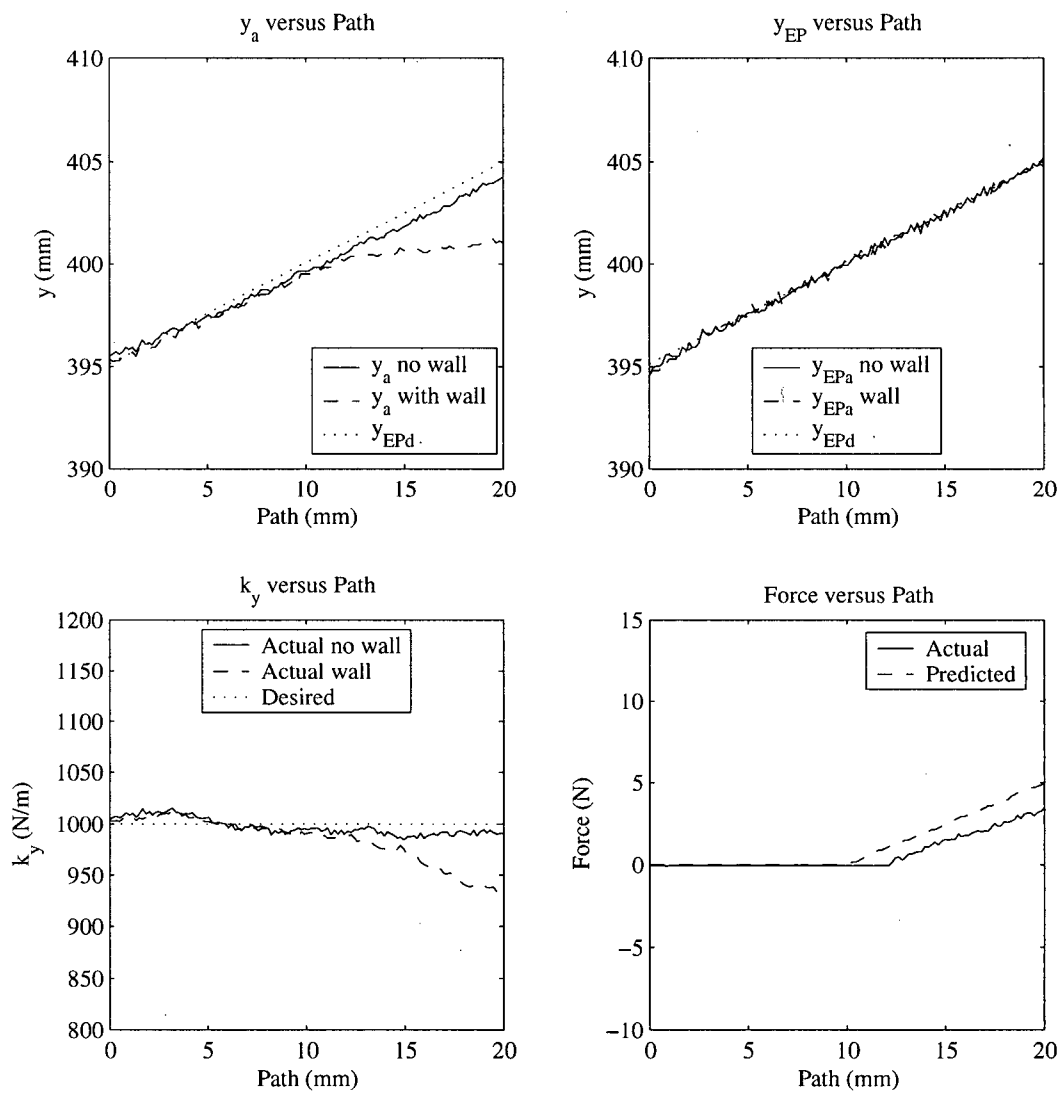 y_a versus Path
410
405
400
395
390
y (mm)
y_a no wall
y_a with wall
y_EPd
0 5 10 15 20
Path (mm)
y_EP versus Path
410
405
400
395
390
y (mm)
y_EPa no wall
y_EPa wall
y_EPd
0 5 10 15 20
Path (mm)
k_y versus Path
1200
1150
1100
1050
1000
950
900
850
800
k_y (N/m)
Actual no wall
Actual wall
Desired
0 5 10 15 20
Path (mm)
Force versus Path
15
10
5
0
−5
−10
Force (N)
Actual
Predicted
0 5 10 15 20
Path (mm)